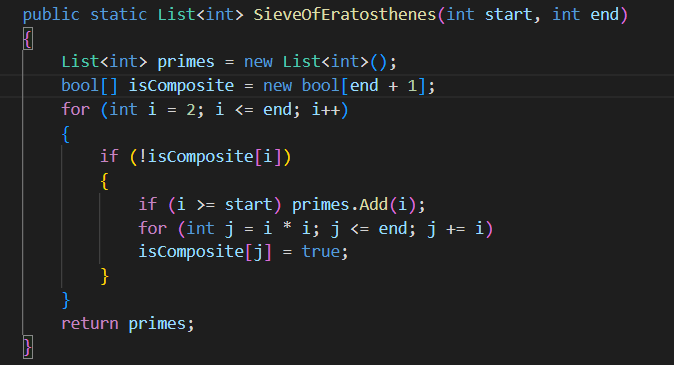 public static List<int> SieveOfEratosthenes(int start, int end)
{
    List<int> primes = new List<int>();
    bool[] isComposite = new bool[end + 1];
    for (int i = 2; i <= end; i++)
    {
        if (!isComposite[i])
        {
            if (i >= start) primes.Add(i);
            for (int j = i * i; j <= end; j += i)
            isComposite[j] = true;
        }
    }
    return primes;
}